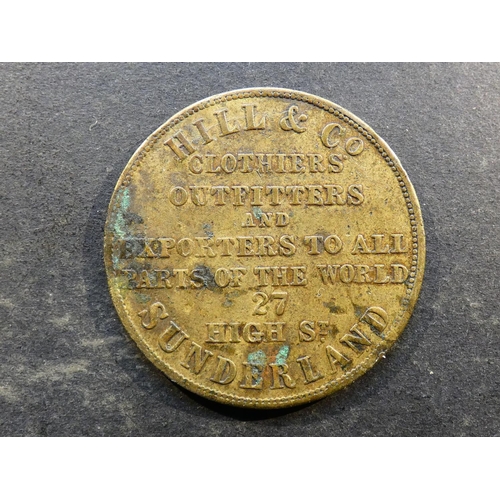 HILL & Co
CLOTHIERS
OUTFITTERS
AND
EXPORTERS TO ALL
PARTS OF THE WORLD
27
HIGH ST
SUNDERLAND